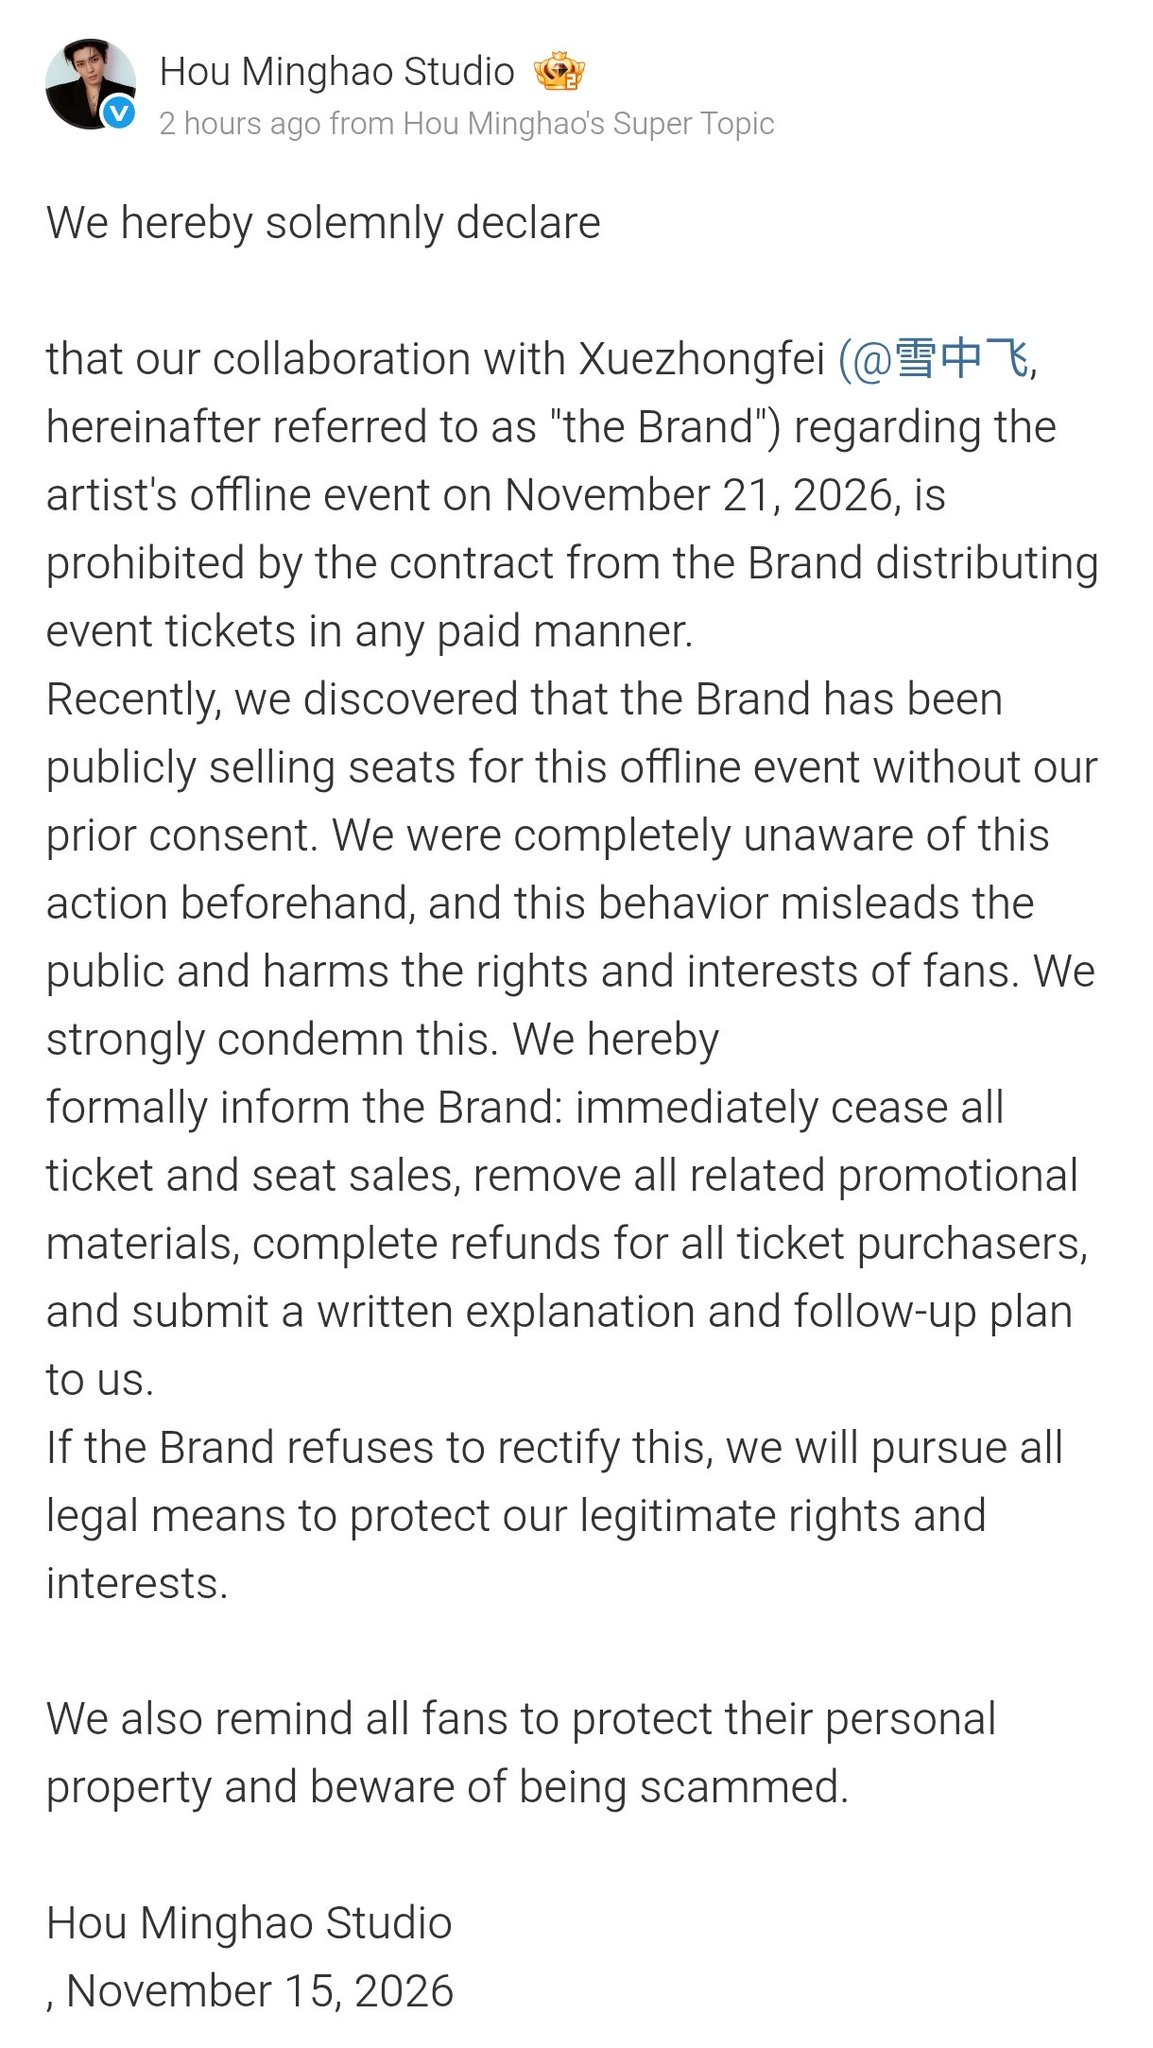 Hou Minghao Studio
2 hours ago from Hou Minghao's Super Topic
We hereby solemnly declare
that our collaboration with Xuezhongfei (@雪中飞,
hereinafter referred to as "the Brand") regarding the
artist's offline event on November 21, 2026, is
prohibited by the contract from the Brand distributing
event tickets in any paid manner.
Recently, we discovered that the Brand has been
publicly selling seats for this offline event without our
prior consent. We were completely unaware of this
action beforehand, and this behavior misleads the
public and harms the rights and interests of fans. We
strongly condemn this. We hereby
formally inform the Brand: immediately cease all
ticket and seat sales, remove all related promotional
materials, complete refunds for all ticket purchasers,
and submit a written explanation and follow-up plan
to us.
If the Brand refuses to rectify this, we will pursue all
legal means to protect our legitimate rights and
interests.
We also remind all fans to protect their personal
property and beware of being scammed.
Hou Minghao Studio
, November 15, 2026